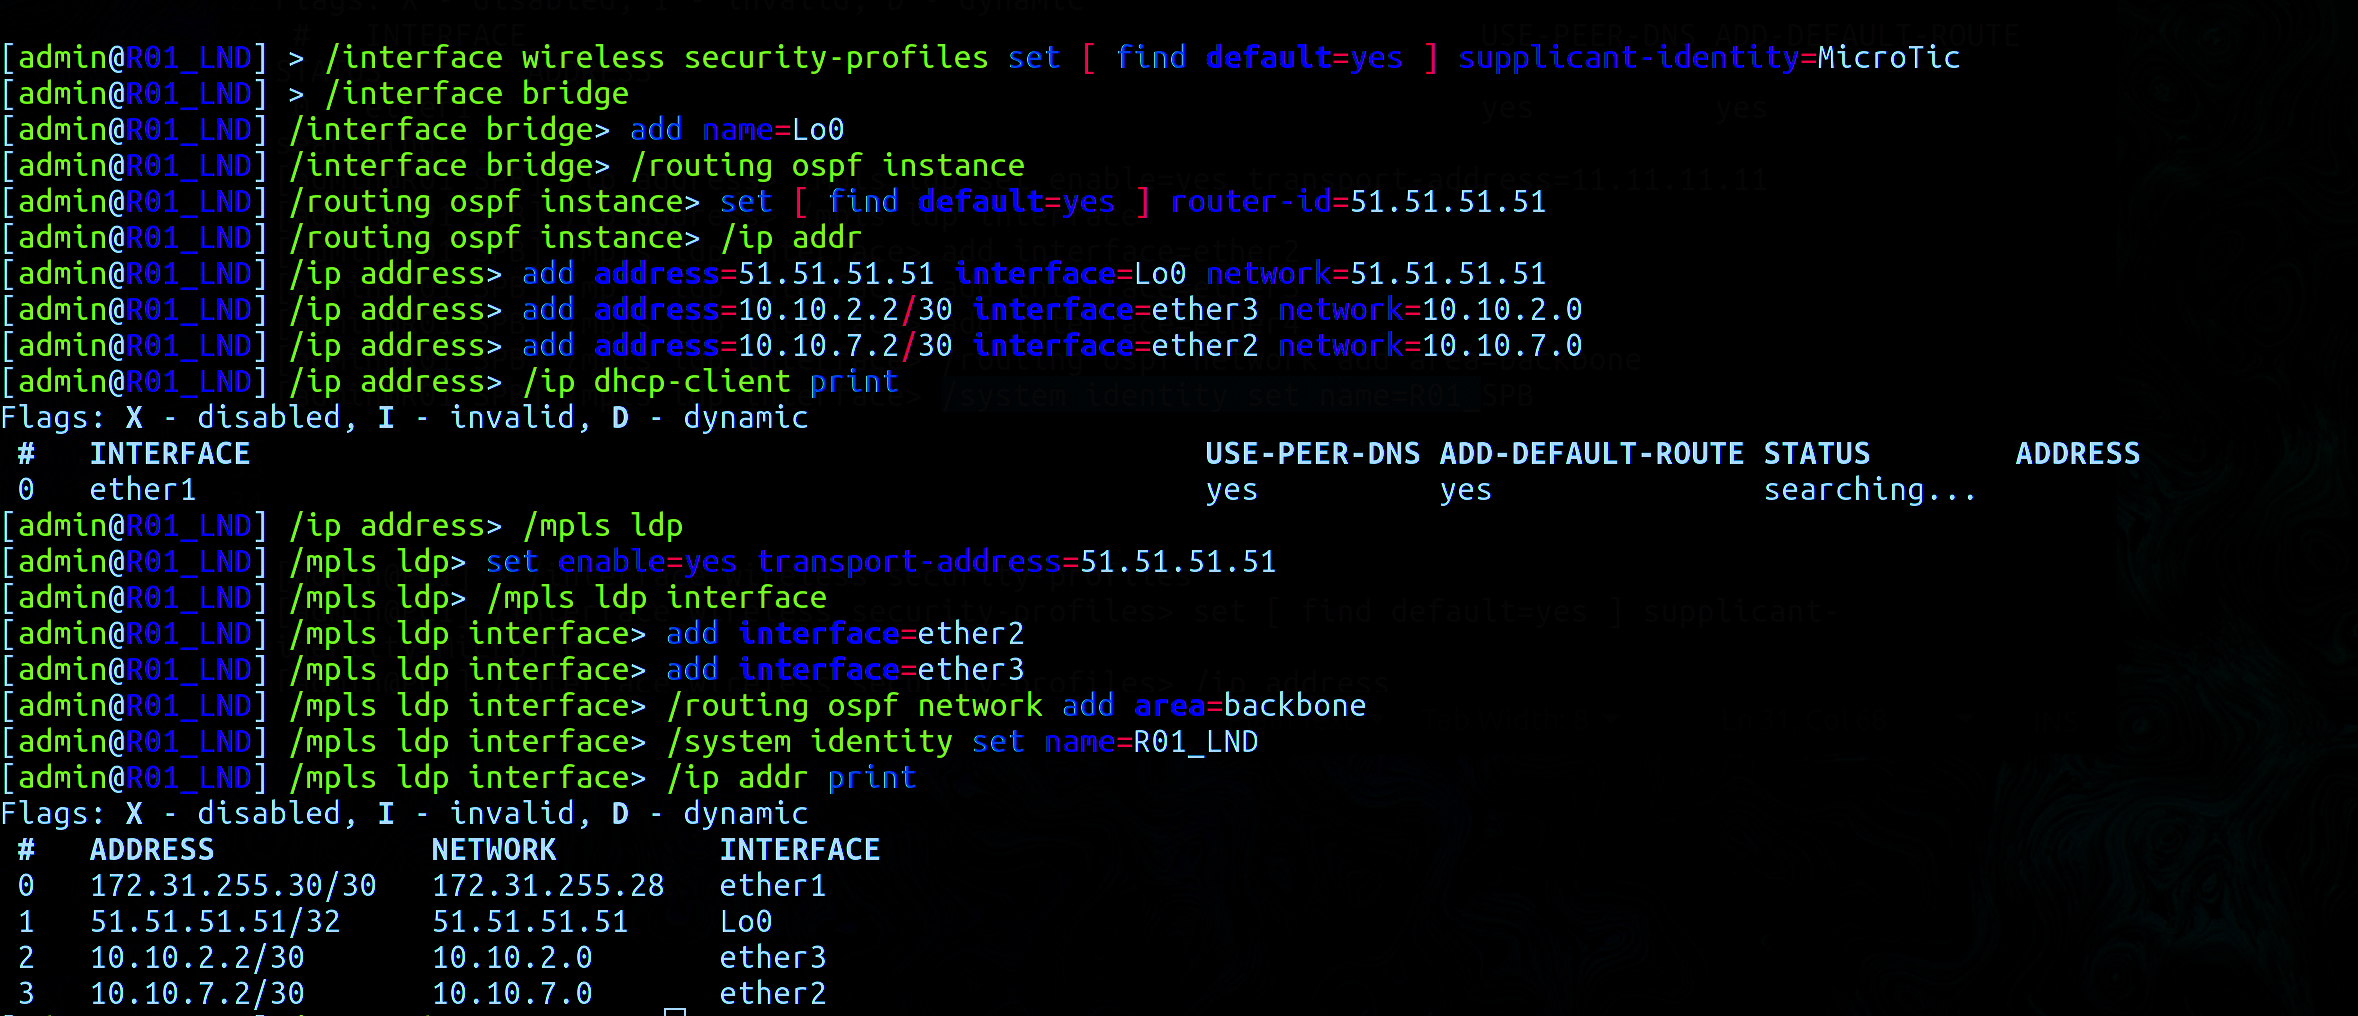 [admin@R01_LND] > /interface wireless security-profiles set [ find default=yes ] supplicant-identity=MicroTic
[admin@R01_LND] > /interface bridge
[admin@R01_LND] /interface bridge> add name=Lo0
[admin@R01_LND] /interface bridge> /routing ospf instance
[admin@R01_LND] /routing ospf instance> set [ find default=yes ] router-id=51.51.51.51
[admin@R01_LND] /routing ospf instance> /ip addr
[admin@R01_LND] /ip address> add address=51.51.51.51 interface=Lo0 network=51.51.51.51
[admin@R01_LND] /ip address> add address=10.10.2.2/30 interface=ether3 network=10.10.2.0
[admin@R01_LND] /ip address> add address=10.10.7.2/30 interface=ether2 network=10.10.7.0
[admin@R01_LND] /ip address> /ip dhcp-client print
Flags: X - disabled, I - invalid, D - dynamic
# INTERFACE USE-PEER-DNS ADD-DEFAULT-ROUTE STATUS ADDRESS
0 ether1 yes yes searching...
[admin@R01_LND] /ip address> /mpls ldp
[admin@R01_LND] /mpls ldp> set enable=yes transport-address=51.51.51.51
[admin@R01_LND] /mpls ldp> /mpls ldp interface
[admin@R01_LND] /mpls ldp interface> add interface=ether2
[admin@R01_LND] /mpls ldp interface> add interface=ether3
[admin@R01_LND] /mpls ldp interface> /routing ospf network add area=backbone
[admin@R01_LND] /mpls ldp interface> /system identity set name=R01_LND
[admin@R01_LND] /mpls ldp interface> /ip addr print
Flags: X - disabled, I - invalid, D - dynamic
# ADDRESS NETWORK INTERFACE
0 172.31.255.30/30 172.31.255.28 ether1
1 51.51.51.51/32 51.51.51.51 Lo0
2 10.10.2.2/30 10.10.2.0 ether3
3 10.10.7.2/30 10.10.7.0 ether2